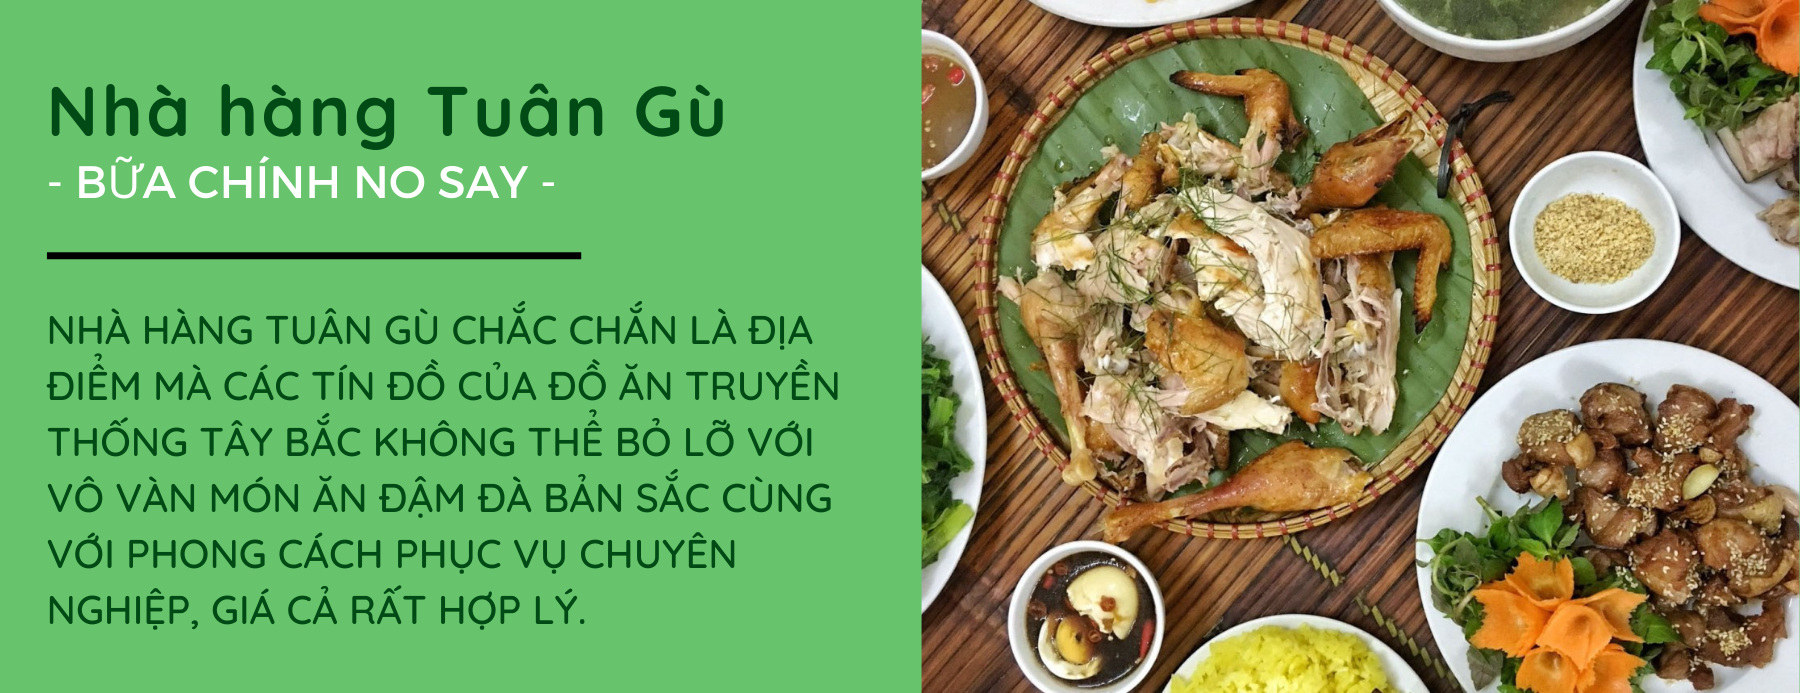 Nhà hàng Tuân Gù
- BỮA CHÍNH NO SAY -
NHÀ HÀNG TUÂN GÙ CHẮC CHẮN LÀ ĐỊA
ĐIỂM MÀ CÁC TÍN ĐỒ CỦA ĐỒ ĂN TRUYỀN
THỐNG TÂY BẮC KHÔNG THỂ BỎ LỠ VỚI
VÔ VÀN MÓN ĂN ĐẬM ĐÀ BẢN SẮC CÙNG
VỚI PHONG CÁCH PHỤC VỤ CHUYÊN
NGHIỆP, GIÁ CẢ RẤT HỢP LÝ.